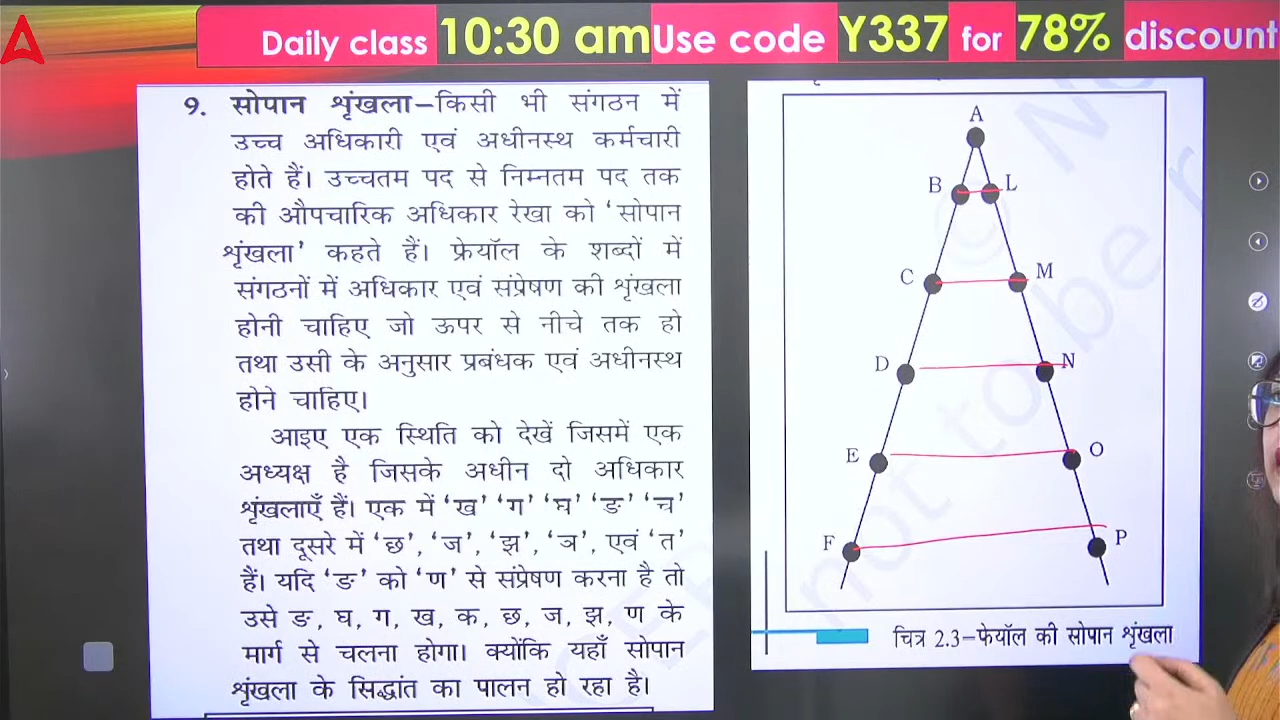 Daily class 10:30 am Use code Y337 for 78% discount
9. सोपान श्रृंखला–किसी भी संगठन में
उच्च अधिकारी एवं अधीनस्थ कर्मचारी
होते हैं। उच्चतम पद से निम्नतम पद तक
की औपचारिक अधिकार रेखा को ‘सोपान
श्रृंखला’ कहते हैं। फ्रेयॉल के शब्दों में
संगठनों में अधिकार एवं संप्रेषण की श्रृंखला
होनी चाहिए जो ऊपर से नीचे तक हो
तथा उसी के अनुसार प्रबंधक एवं अधीनस्थ
होने चाहिए।
आइए एक स्थिति को देखें जिसमें एक
अध्यक्ष है जिसके अधीन दो अधिकार
श्रृंखलाएँ हैं। एक में ‘ख’ ‘ग’ ‘घ’ ‘ङ’ ‘च’
तथा दूसरे में ‘छ’, ‘ज’, ‘झ’, ‘ञ’, एवं ‘त’
हैं। यदि ‘ङ’ को ‘ण’ से संप्रेषण करना है तो
उसे ङ, घ, ग, ख, क, छ, ज, झ, ण के
मार्ग से चलना होगा। क्योंकि यहाँ सोपान
श्रृंखला के सिद्धांत का पालन हो रहा है।
A
B L
C M
D N
E O
F P
चित्र 2.3–फेयॉल की सोपान श्रृंखला
not to be r